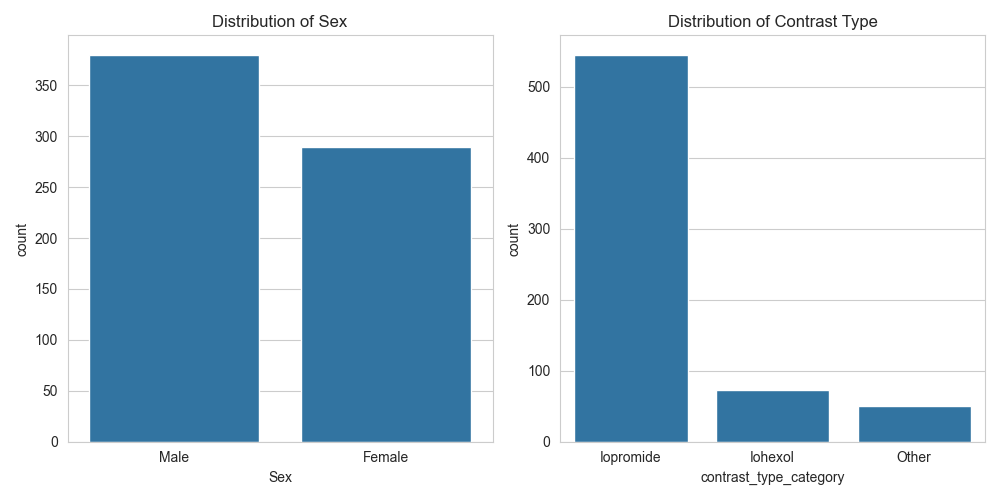 Distribution of Sex
350
300
250
200
150
100
50
0
count
Male Female
Sex
Distribution of Contrast Type
500
400
300
200
100
0
count
Iopromide Iohexol Other
contrast_type_category